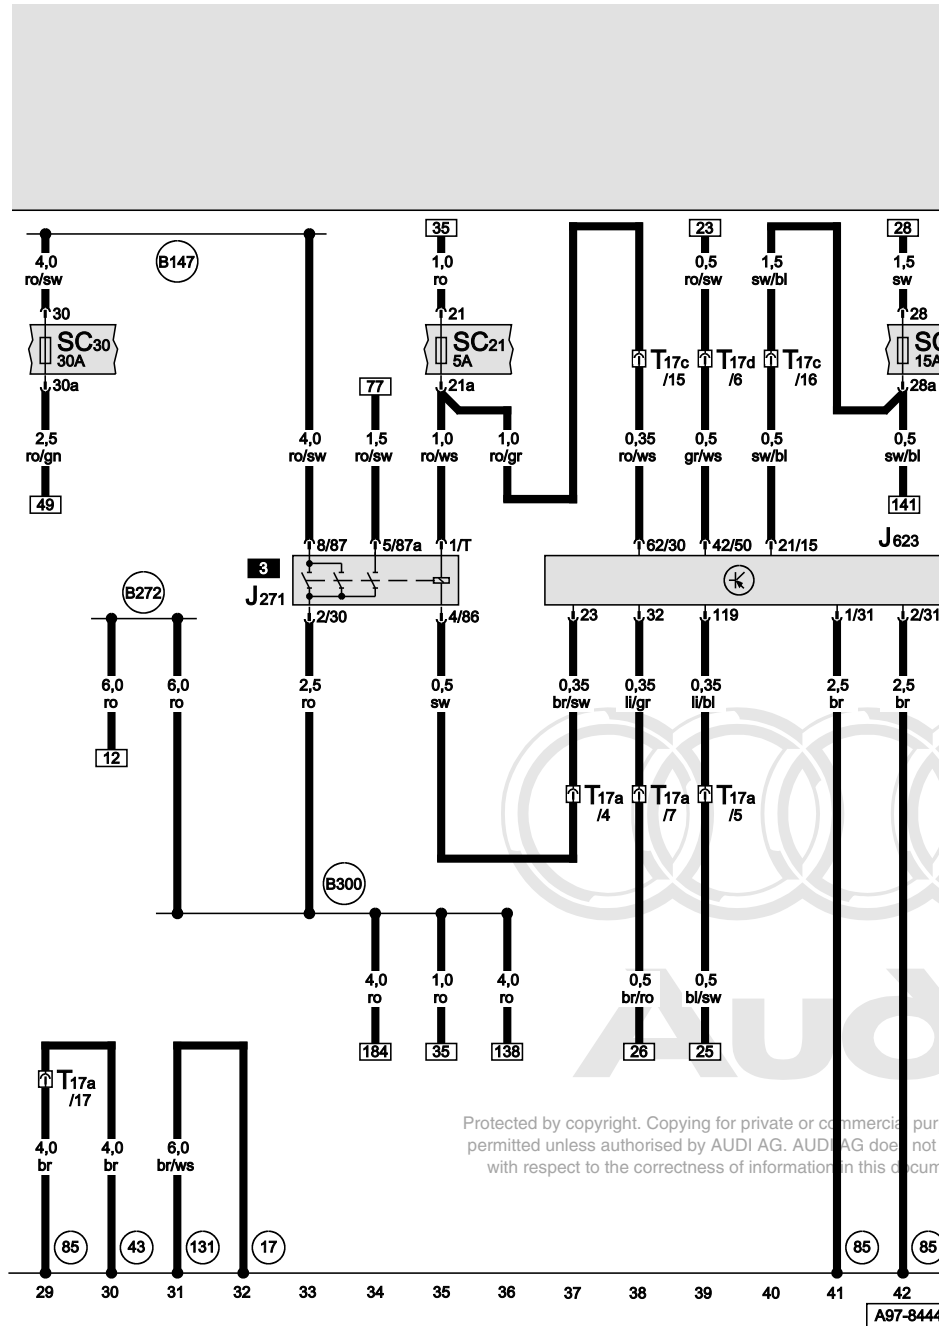 35
23
28
4,0
ro/sw
B147
1,0
ro
0,5
ro/sw
1,5
sw/bl
1,5
sw
30
21
28
SC30
30A
SC21
5A
15A
T17c
/15
T17d
/6
T17c
/16
30a
77
21a
28a
2,5
ro/gn
4,0
ro/sw
1,5
ro/sw
1,0
ro/ws
1,0
ro/gr
0,35
ro/ws
0,5
gr/ws
0,5
sw/bl
0,5
sw/bl
49
141
8/87
5/87a
1/T
62/30
42/50
21/15
J623
3
J271
B272
2/30
4/86
23
32
119
1/31
2/31
6,0
ro
6,0
ro
2,5
ro
0,5
sw
0,35
br/sw
0,35
li/gr
0,35
li/bl
2,5
br
2,5
br
12
T17a
/4
T17a
/7
T17a
/5
B300
4,0
ro
1,0
ro
4,0
ro
0,5
br/ro
0,5
bl/sw
184
35
138
26
25
T17a
/17
Protected by copyright. Copying for private or commercial
permitted unless authorised by AUDI AG. AUDI AG does not
with respect to the correctness of information in this
4,0
br
4,0
br
6,0
br/ws
85
43
131
17
85
85
29 30 31 32 33 34 35 36 37 38 39 40 41 42
A97-8444